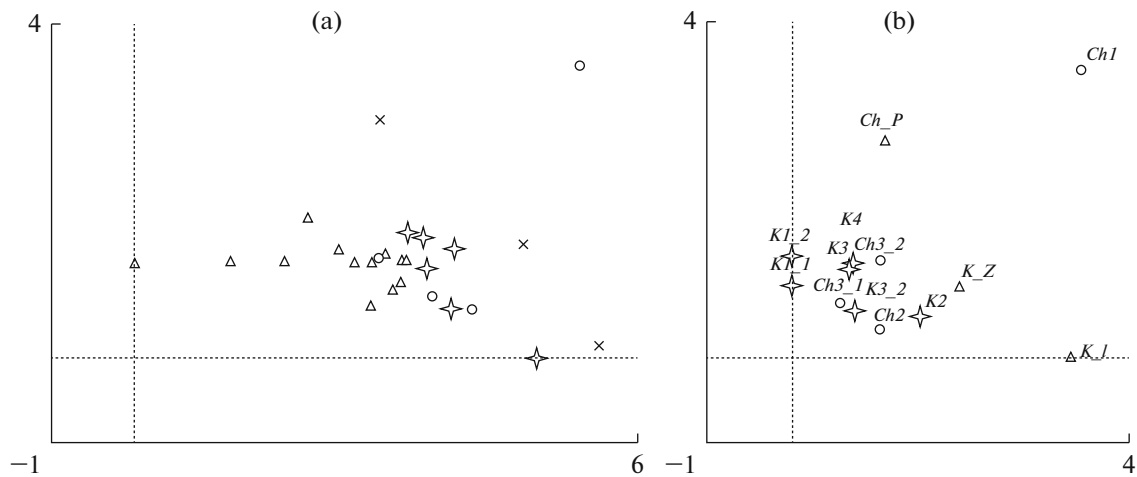 (a)
4
−1
6
(b)
4
Ch1
Ch_P
K4
K1_2
K3
Ch3_2
K1_1
Ch3_1
K3_2
K_Z
K2
Ch2
K_1
−1
4